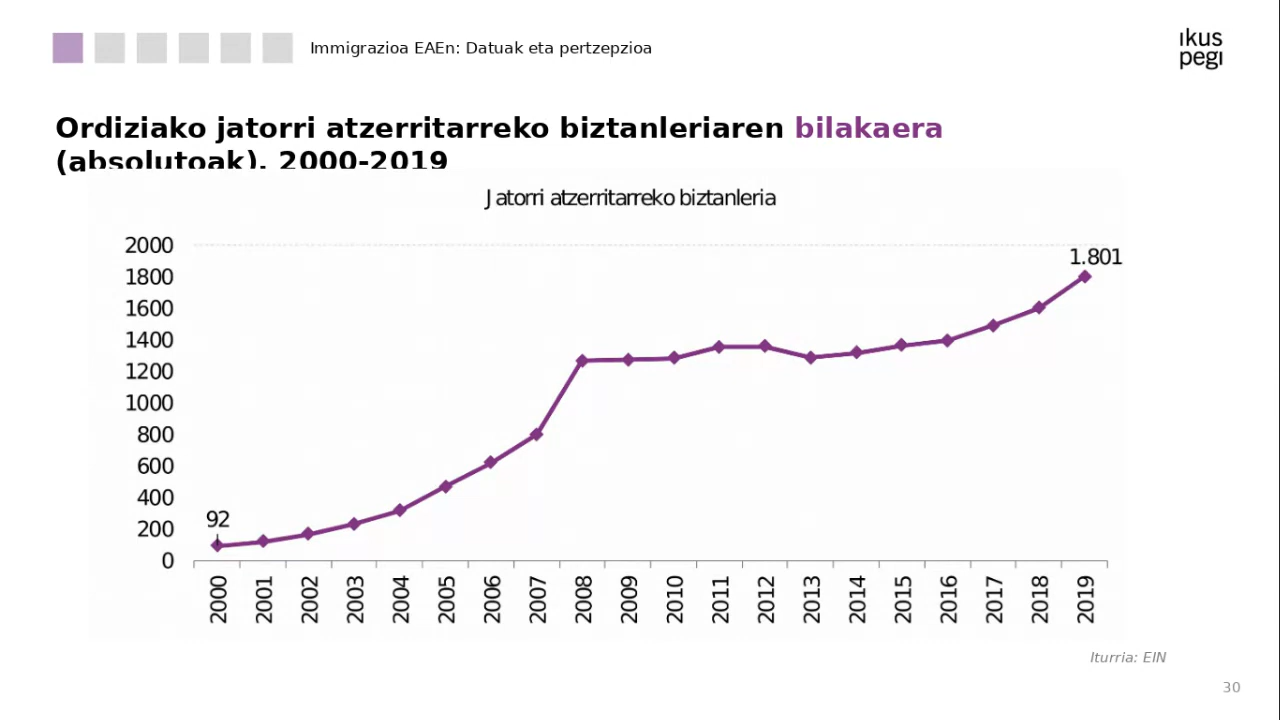 Immigrazioa EAEn: Datuak eta pertzepzioa
ikus
pegi
Ordiziako jatorri atzerritarreko biztanleriaren bilakaera
(absolutoak). 2000-2019
Jatorri atzerritarreko biztanleria
2000
1800
1600
1400
1200
1000
800
600
400
200
0
92
1.801
2000 2001 2002 2003 2004 2005 2006 2007 2008 2009 2010 2011 2012 2013 2014 2015 2016 2017 2018 2019
Iturria: EIN
30